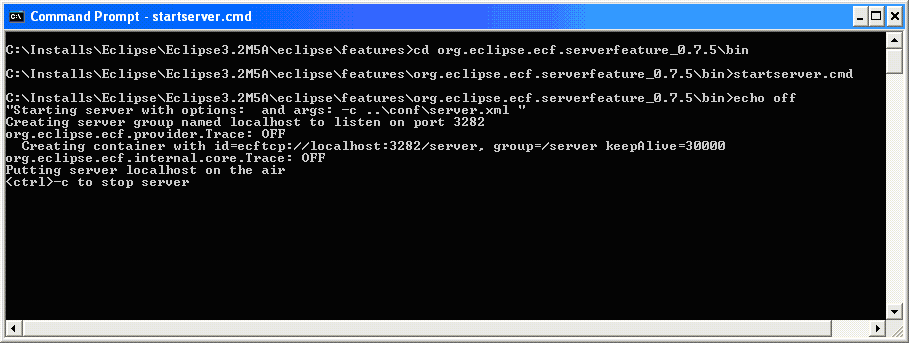 Command Prompt - startserver.cmd
C:\Installs\Eclipse\Eclipse3.2M5A\eclipse\features>cd org.eclipse.ecf.serverfeature_0.7.5\bin
C:\Installs\Eclipse\Eclipse3.2M5A\eclipse\features\org.eclipse.ecf.serverfeature_0.7.5\bin>startserver.cmd
C:\Installs\Eclipse\Eclipse3.2M5A\eclipse\features\org.eclipse.ecf.serverfeature_0.7.5\bin>echo off
"Starting server with options:  and args: -c ..\conf\server.xml "
Creating server group named localhost to listen on port 3282
org.eclipse.ecf.provider.Trace: OFF
  Creating container with id=ecftcp://localhost:3282/server, group=/server keepAlive=30000
org.eclipse.ecf.internal.core.Trace: OFF
Putting server localhost on the air
<ctrl>-c to stop server